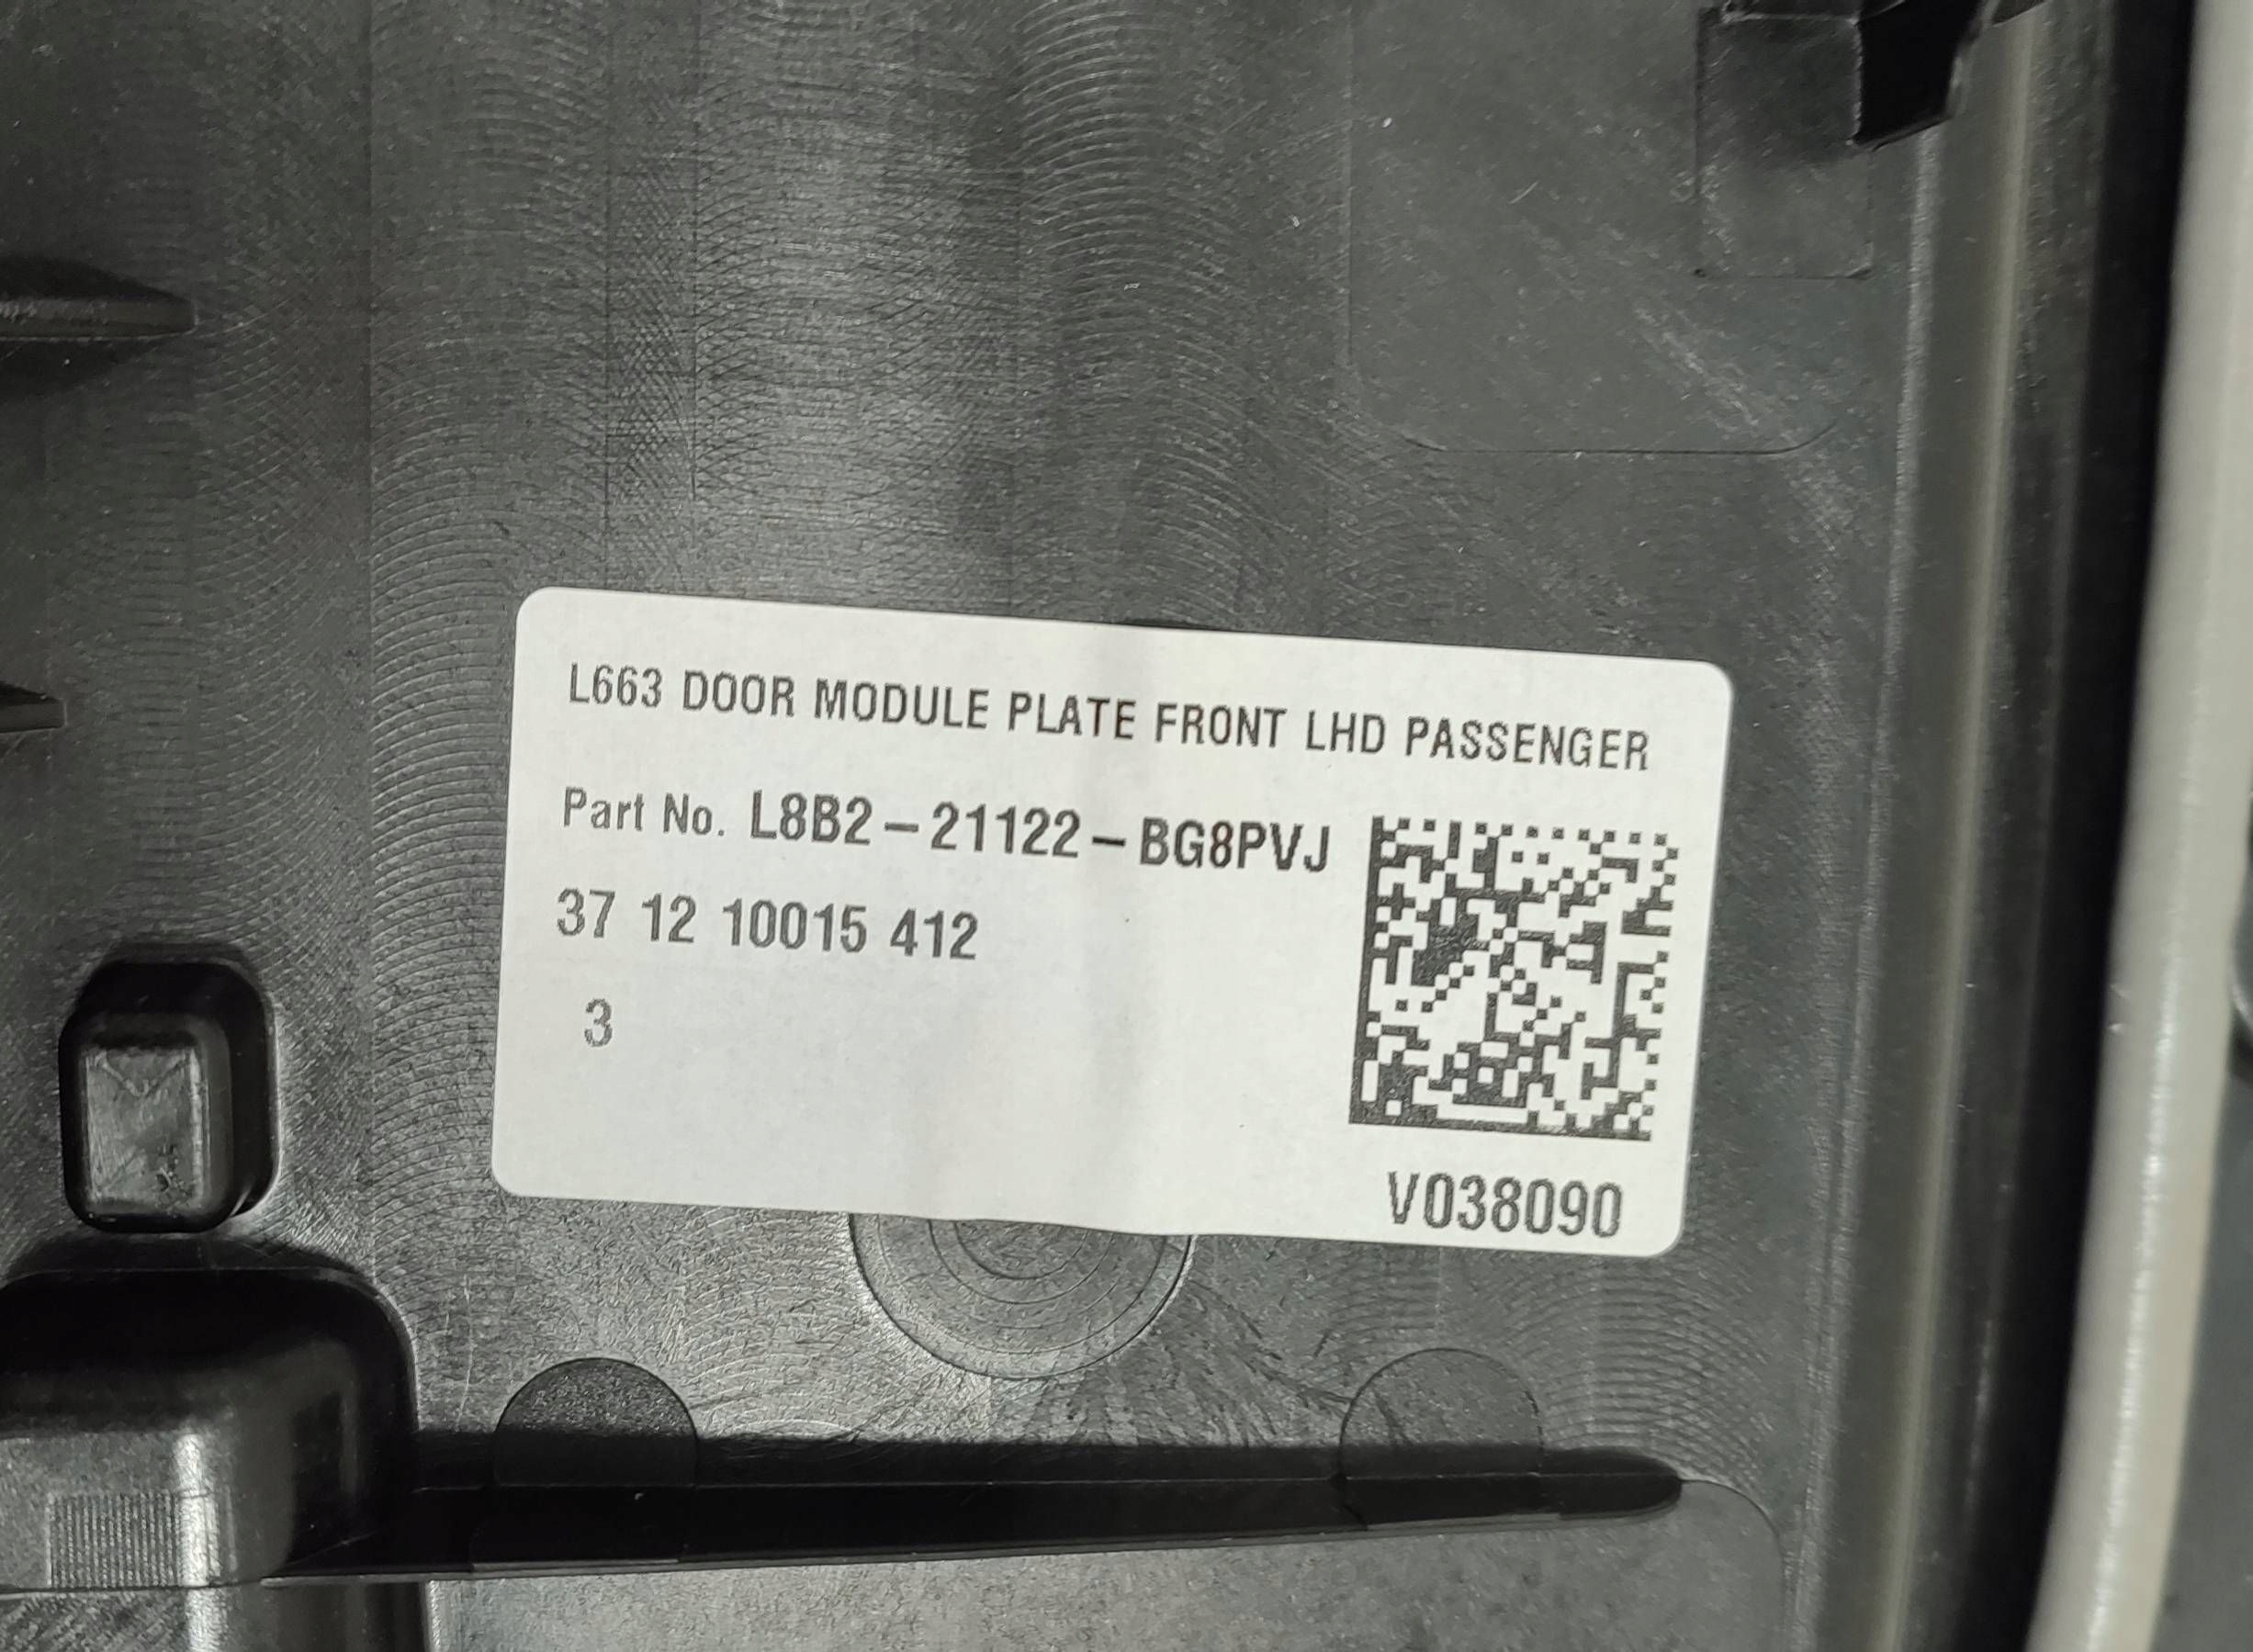 L663 DOOR MODULE PLATE FRONT LHD PASSENGER
Part No. L8B2-21122-BG8PVJ
37 12 10015 412
3
V038090